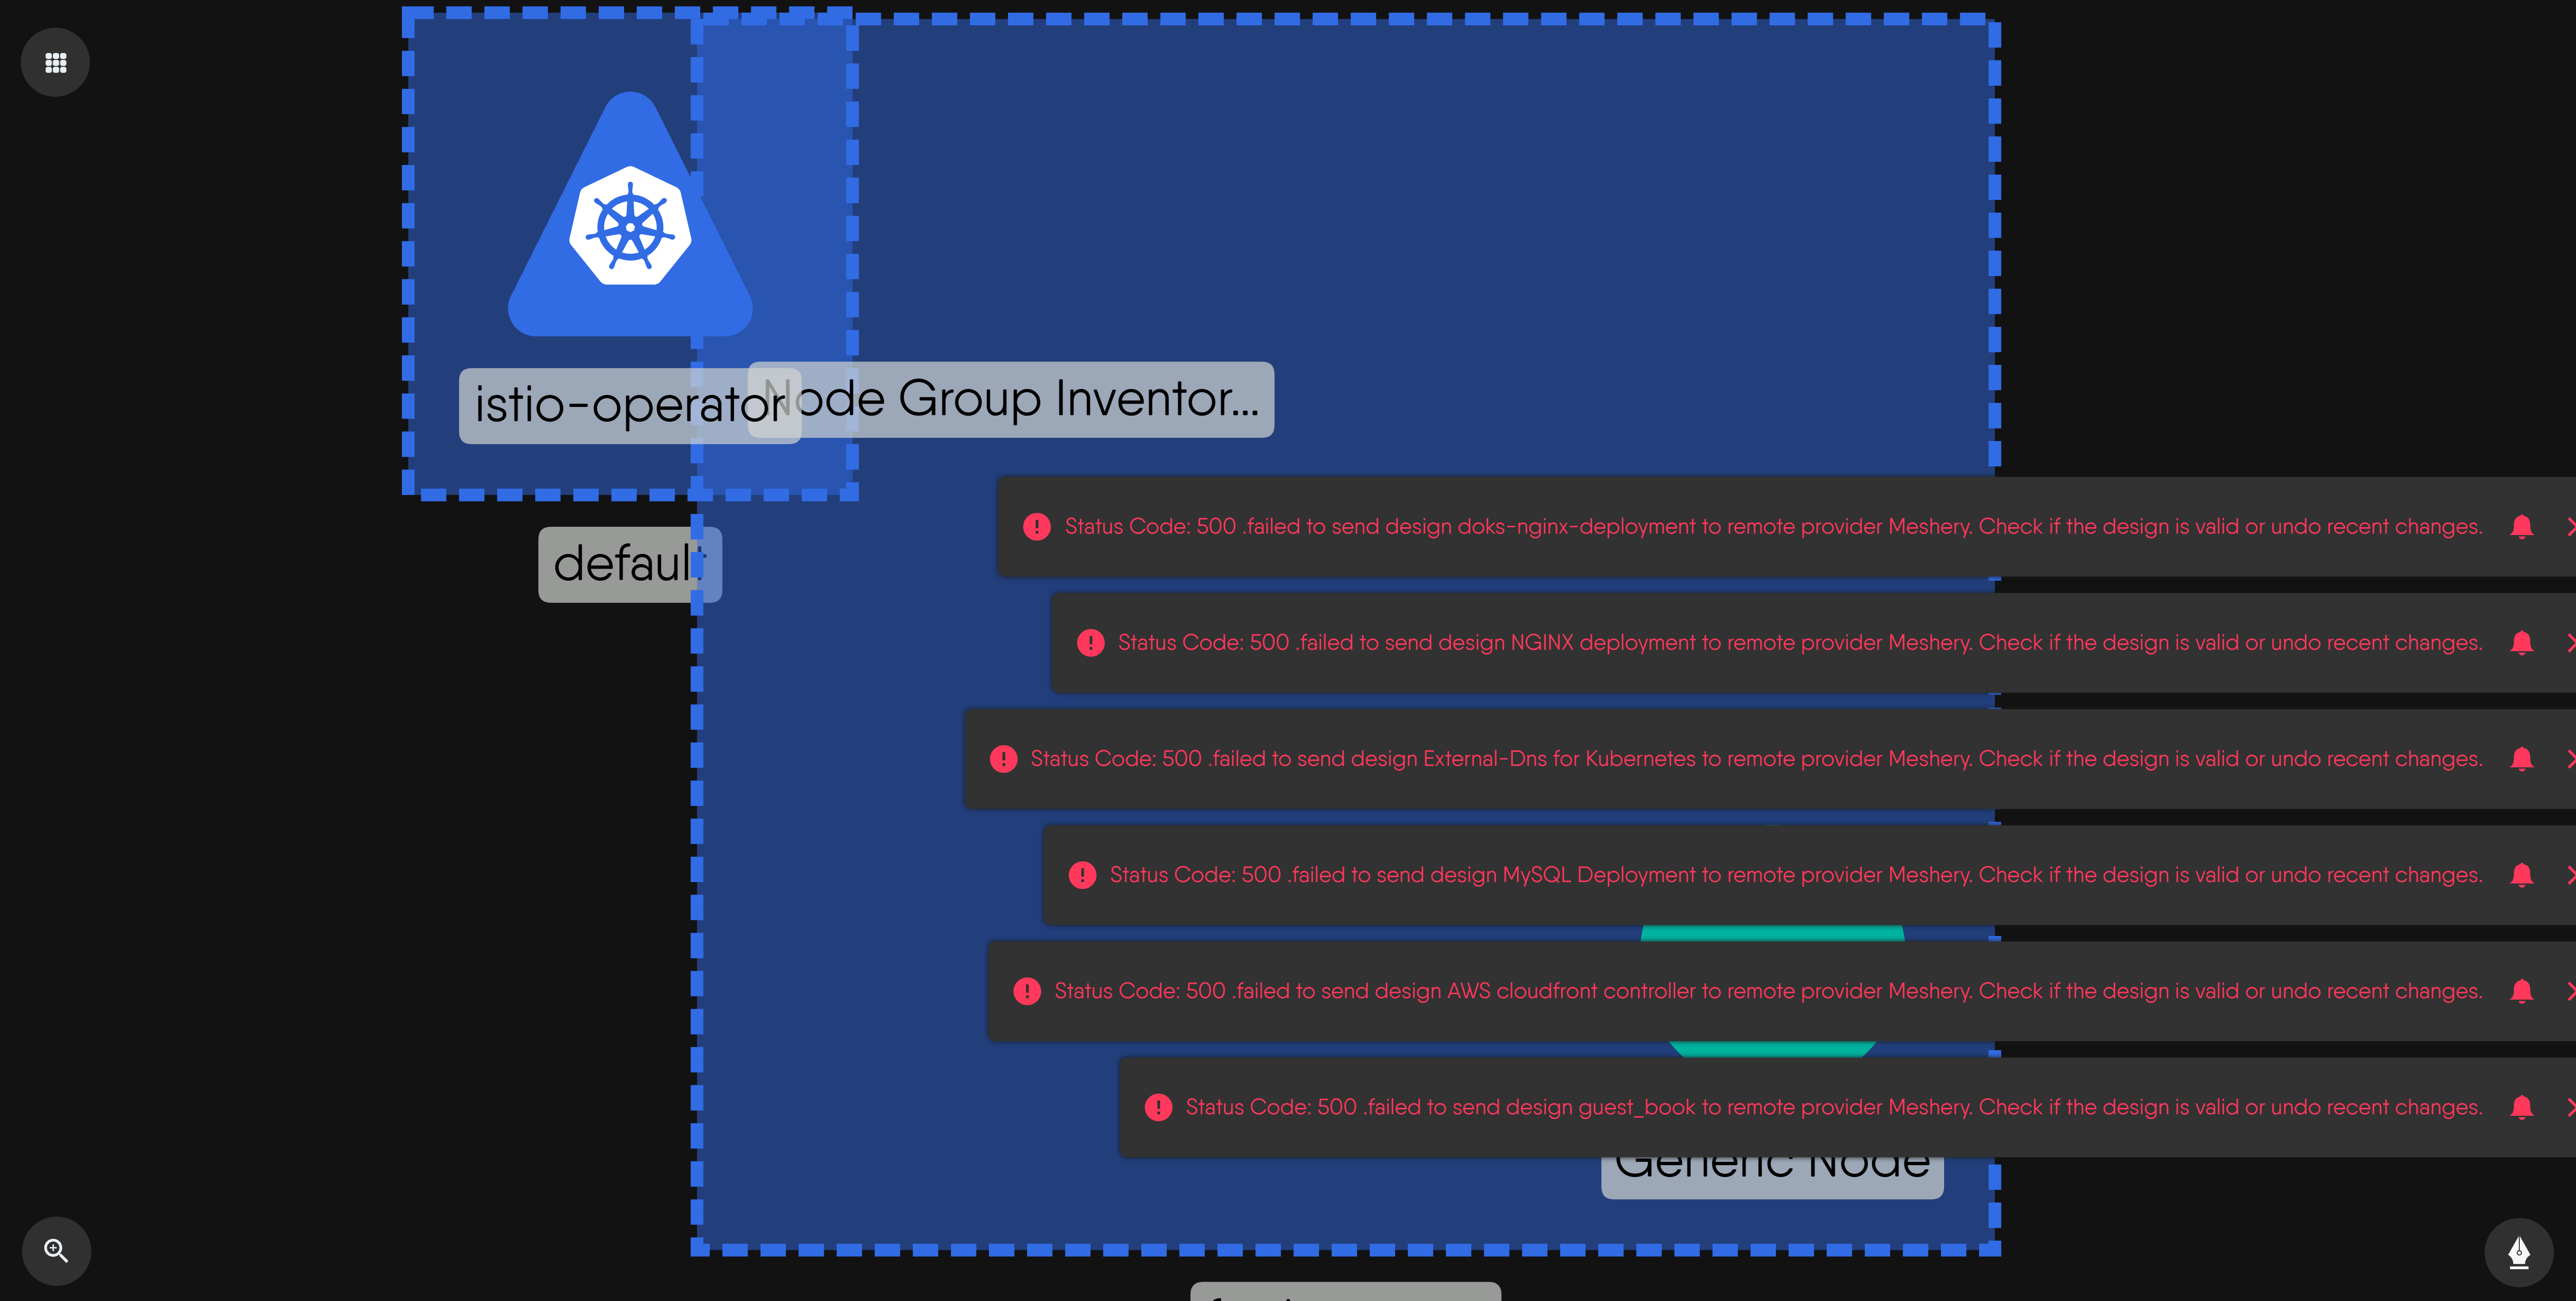 istio-operator
Node Group Inventor...
default
Status Code: 500 .failed to send design doks-nginx-deployment to remote provider Meshery. Check if the design is valid or undo recent changes.
Status Code: 500 .failed to send design NGINX deployment to remote provider Meshery. Check if the design is valid or undo recent changes.
Status Code: 500 .failed to send design External-Dns for Kubernetes to remote provider Meshery. Check if the design is valid or undo recent changes.
Status Code: 500 .failed to send design MySQL Deployment to remote provider Meshery. Check if the design is valid or undo recent changes.
Status Code: 500 .failed to send design AWS cloudfront controller to remote provider Meshery. Check if the design is valid or undo recent changes.
Status Code: 500 .failed to send design guest_book to remote provider Meshery. Check if the design is valid or undo recent changes.
Generic Node